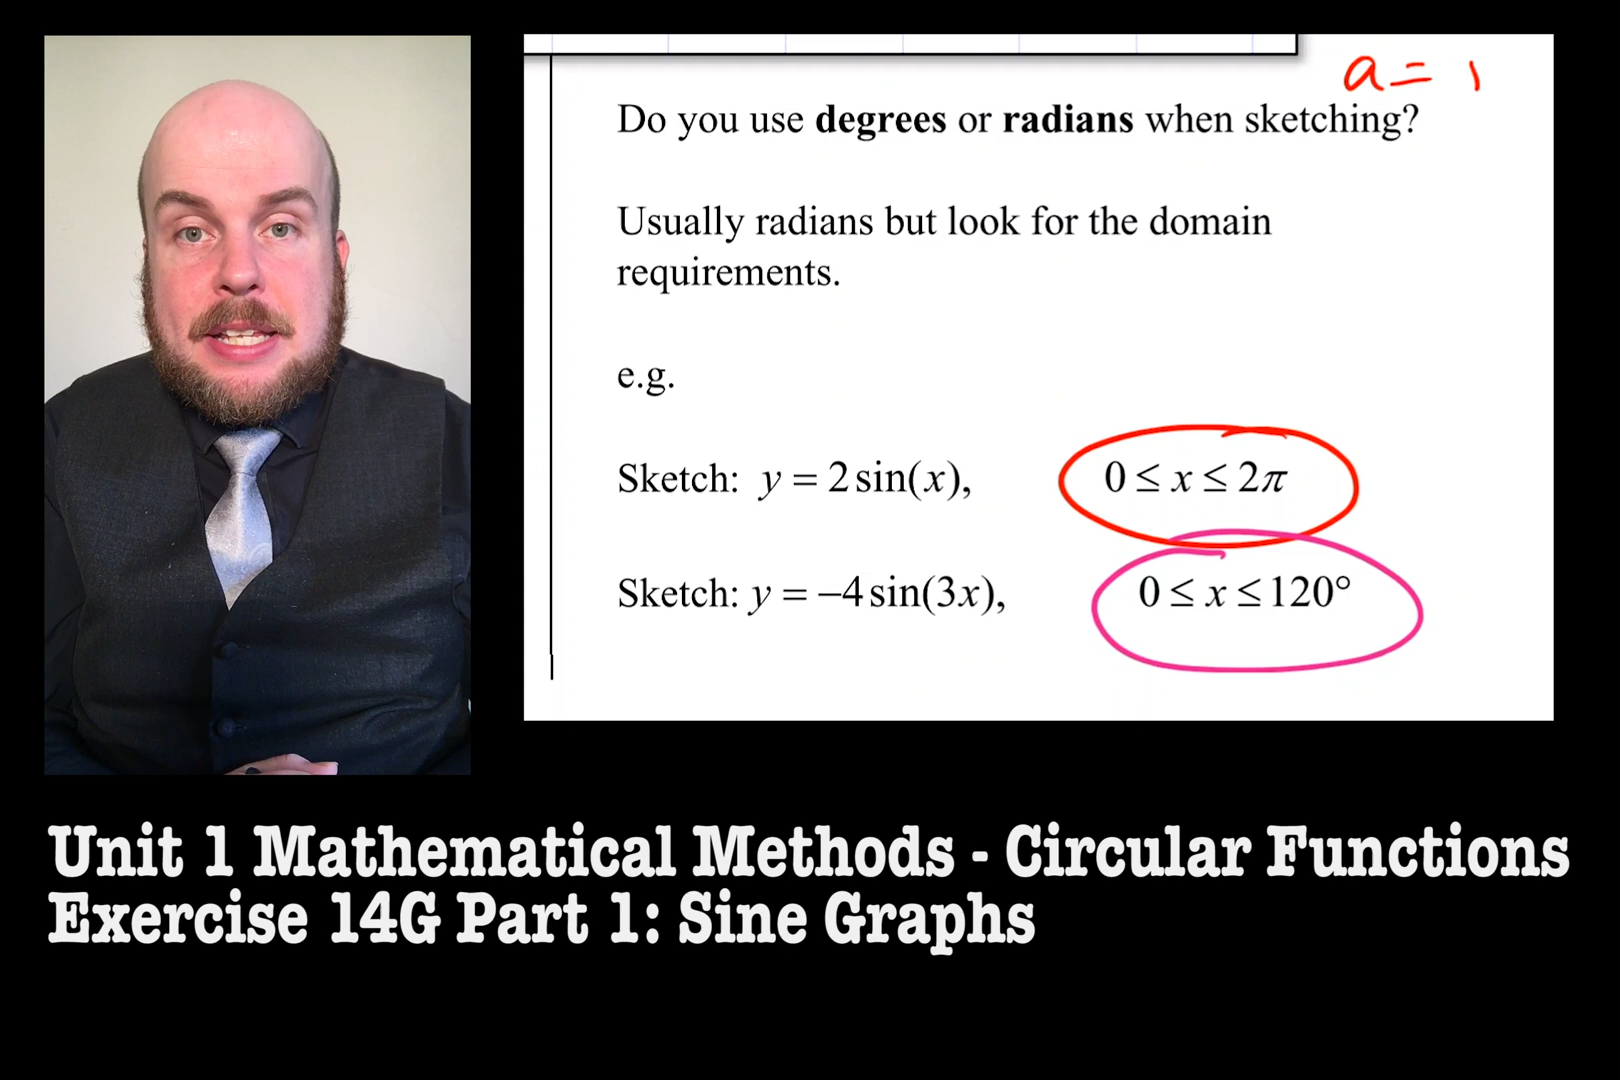 a = 1
Do you use degrees or radians when sketching?
Usually radians but look for the domain
requirements.
e.g.
Sketch: y = 2 sin(x), 0 ≤ x ≤ 2π
Sketch: y = −4 sin(3x), 0 ≤ x ≤ 120°
Unit 1 Mathematical Methods - Circular Functions
Exercise 14G Part 1: Sine Graphs